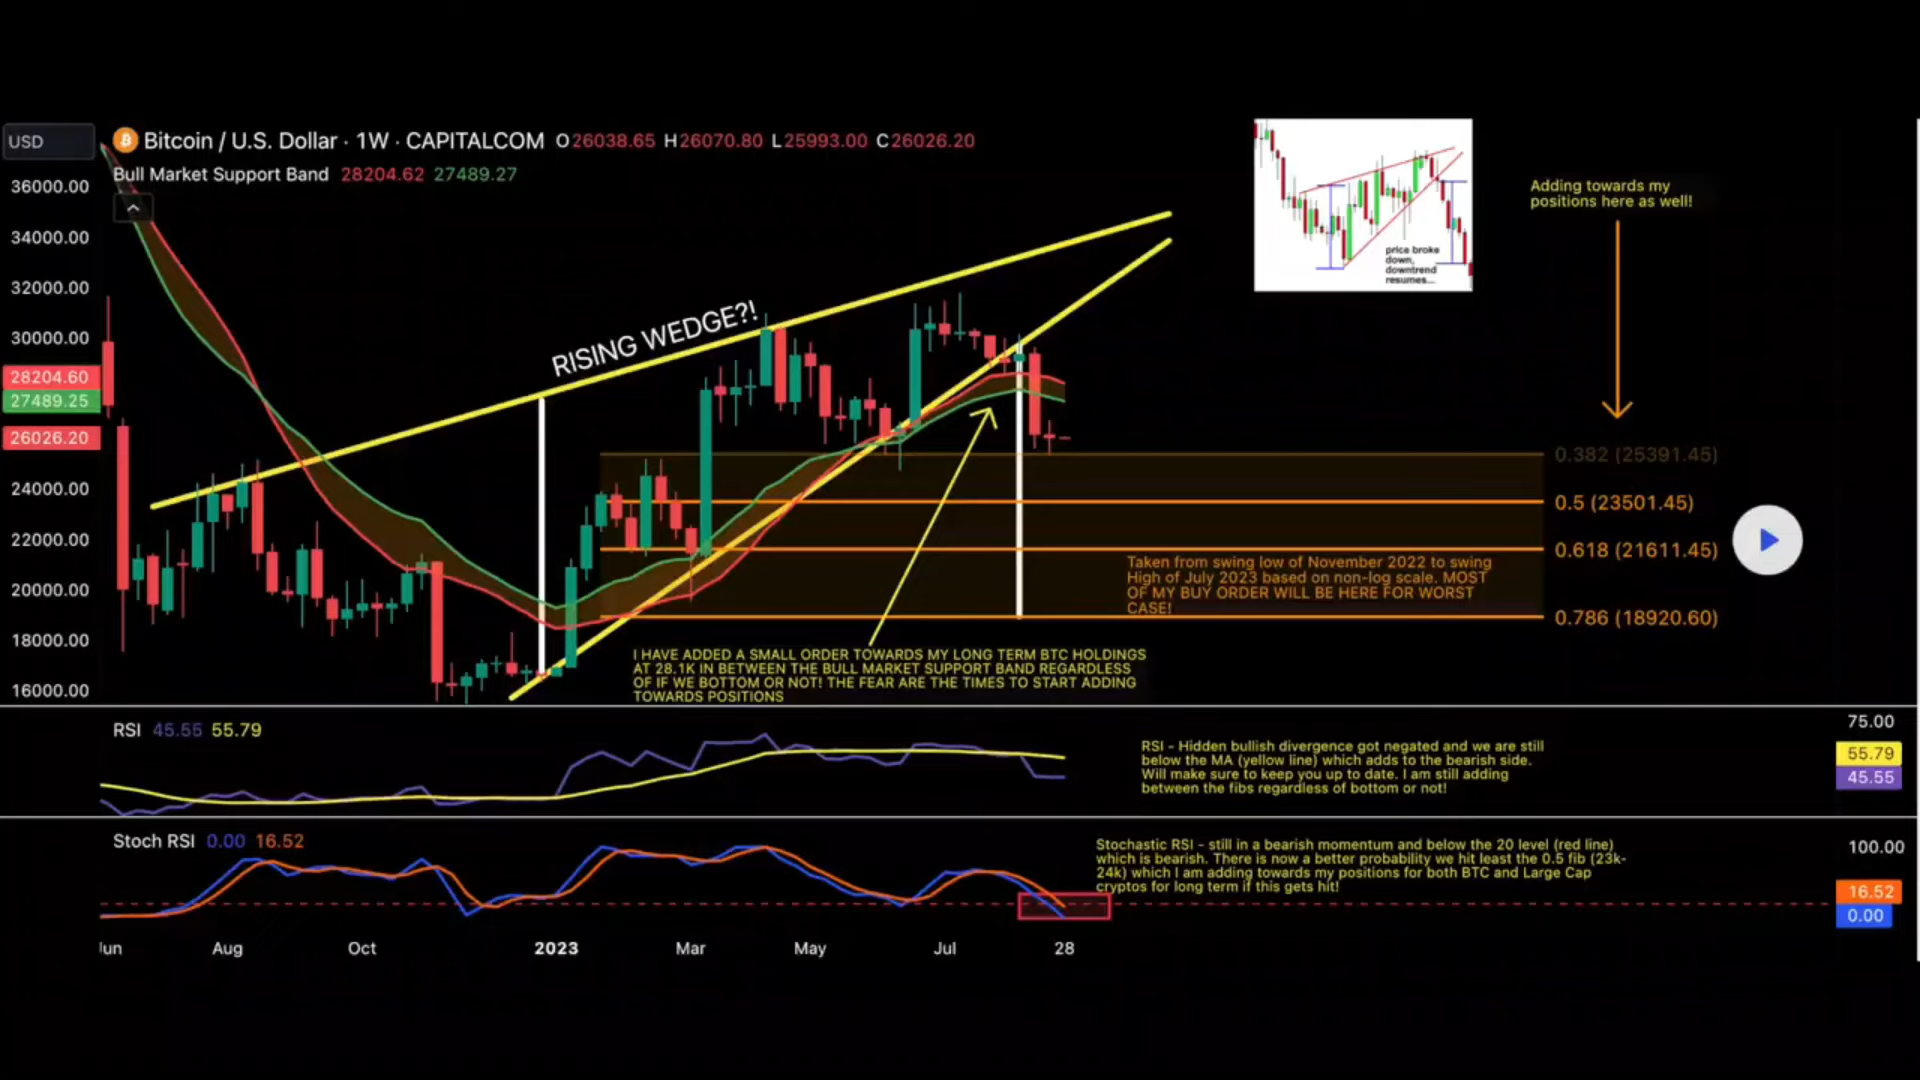 USD
Bitcoin / U.S. Dollar · 1W · CAPITALCOM O26038.65 H26070.80 L25993.00 C26026.20
Bull Market Support Band 28204.62 27489.27
36000.00
34000.00
32000.00
30000.00
28204.60
27489.25
26026.20
24000.00
22000.00
20000.00
18000.00
16000.00
RISING WEDGE?!
price broke
down,
downtrend
resumes...
Adding towards my
positions here as well!
0.382 (25391.45)
0.5 (23501.45)
0.618 (21611.45)
0.786 (18920.60)
Taken from swing low of November 2022 to swing
High of July 2023 based on non-log scale. MOST
OF MY BUY ORDER WILL BE HERE FOR WORST
CASE!
I HAVE ADDED A SMALL ORDER TOWARDS MY LONG TERM BTC HOLDINGS
AT 28.1K IN BETWEEN THE BULL MARKET SUPPORT BAND REGARDLESS
OF IF WE BOTTOM OR NOT! THE FEAR ARE THE TIMES TO START ADDING
TOWARDS POSITIONS
RSI 45.55 55.79
RSI - Hidden bullish divergence got negated and we are still
below the MA (yellow line) which adds to the bearish side.
Will make sure to keep you up to date. I am still adding
between the fibs regardless of bottom or not!
75.00
55.79
45.55
Stoch RSI 0.00 16.52
Stochastic RSI - still in a bearish momentum and below the 20 level (red line)
which is bearish. There is now a better probability we hit least the 0.5 fib (23k-
24k) which I am adding towards my positions for both BTC and Large Cap
cryptos for long term if this gets hit!
100.00
16.52
0.00
Jun Aug Oct 2023 Mar May Jul 28